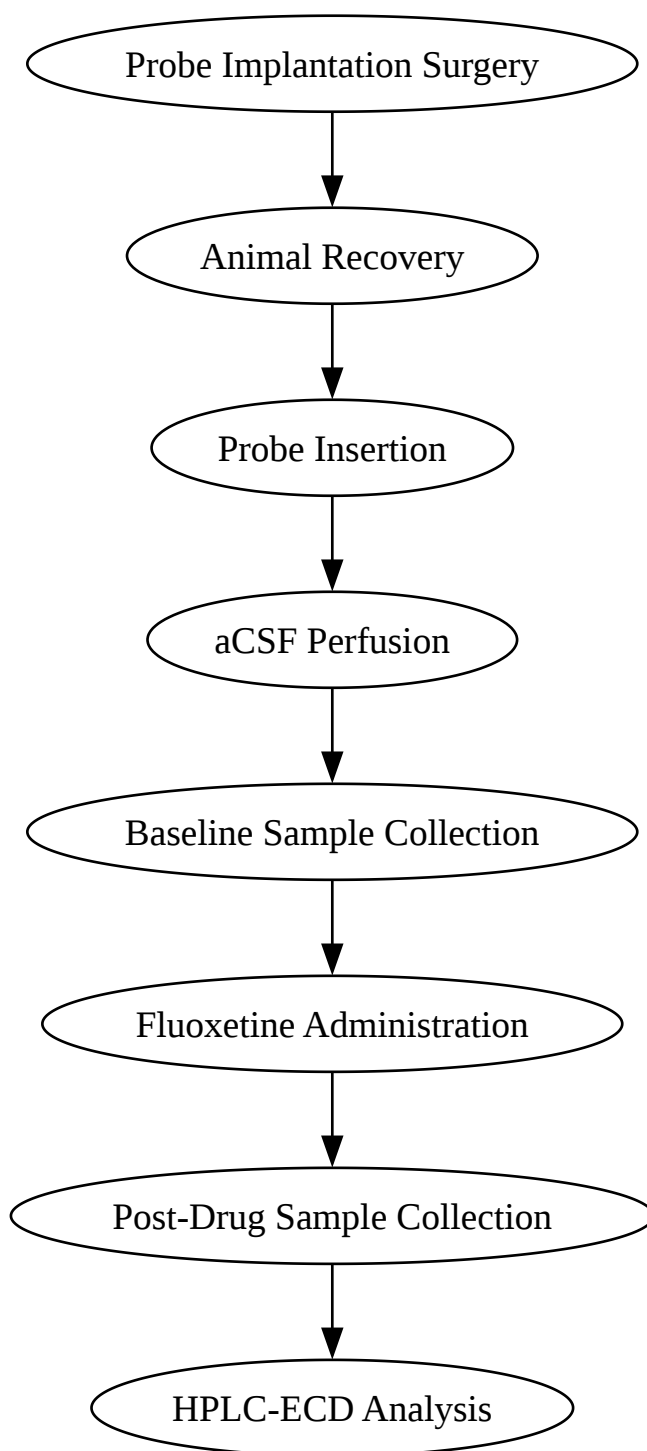 Probe Implantation Surgery
Animal Recovery
Probe Insertion
aCSF Perfusion
Baseline Sample Collection
Fluoxetine Administration
Post-Drug Sample Collection
HPLC-ECD Analysis